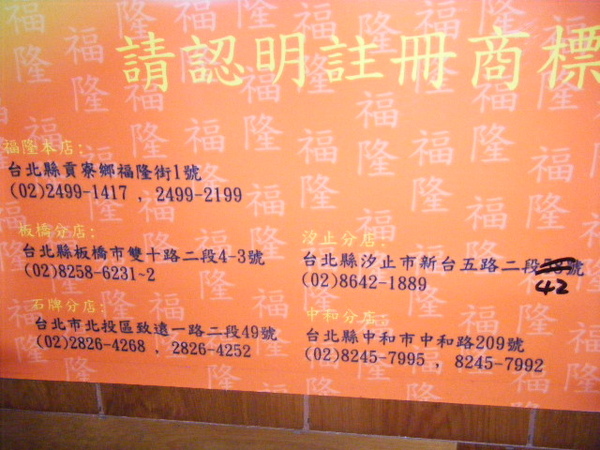 請認明註冊商標
福隆本店:
台北縣貢寮鄉福隆街1號
(02)2499-1417 , 2499-2199
板橋分店:
台北縣板橋市雙十路二段4-3號
(02)8258-6231~2
石牌分店:
台北市北投區致遠一路二段49號
(02)2826-4268 , 2826-4252
汐止分店:
台北縣汐止市新台五路二段號
42
(02)8642-1889
中和分店:
台北縣中和市中和路209號
(02)8245-7995 , 8245-7992